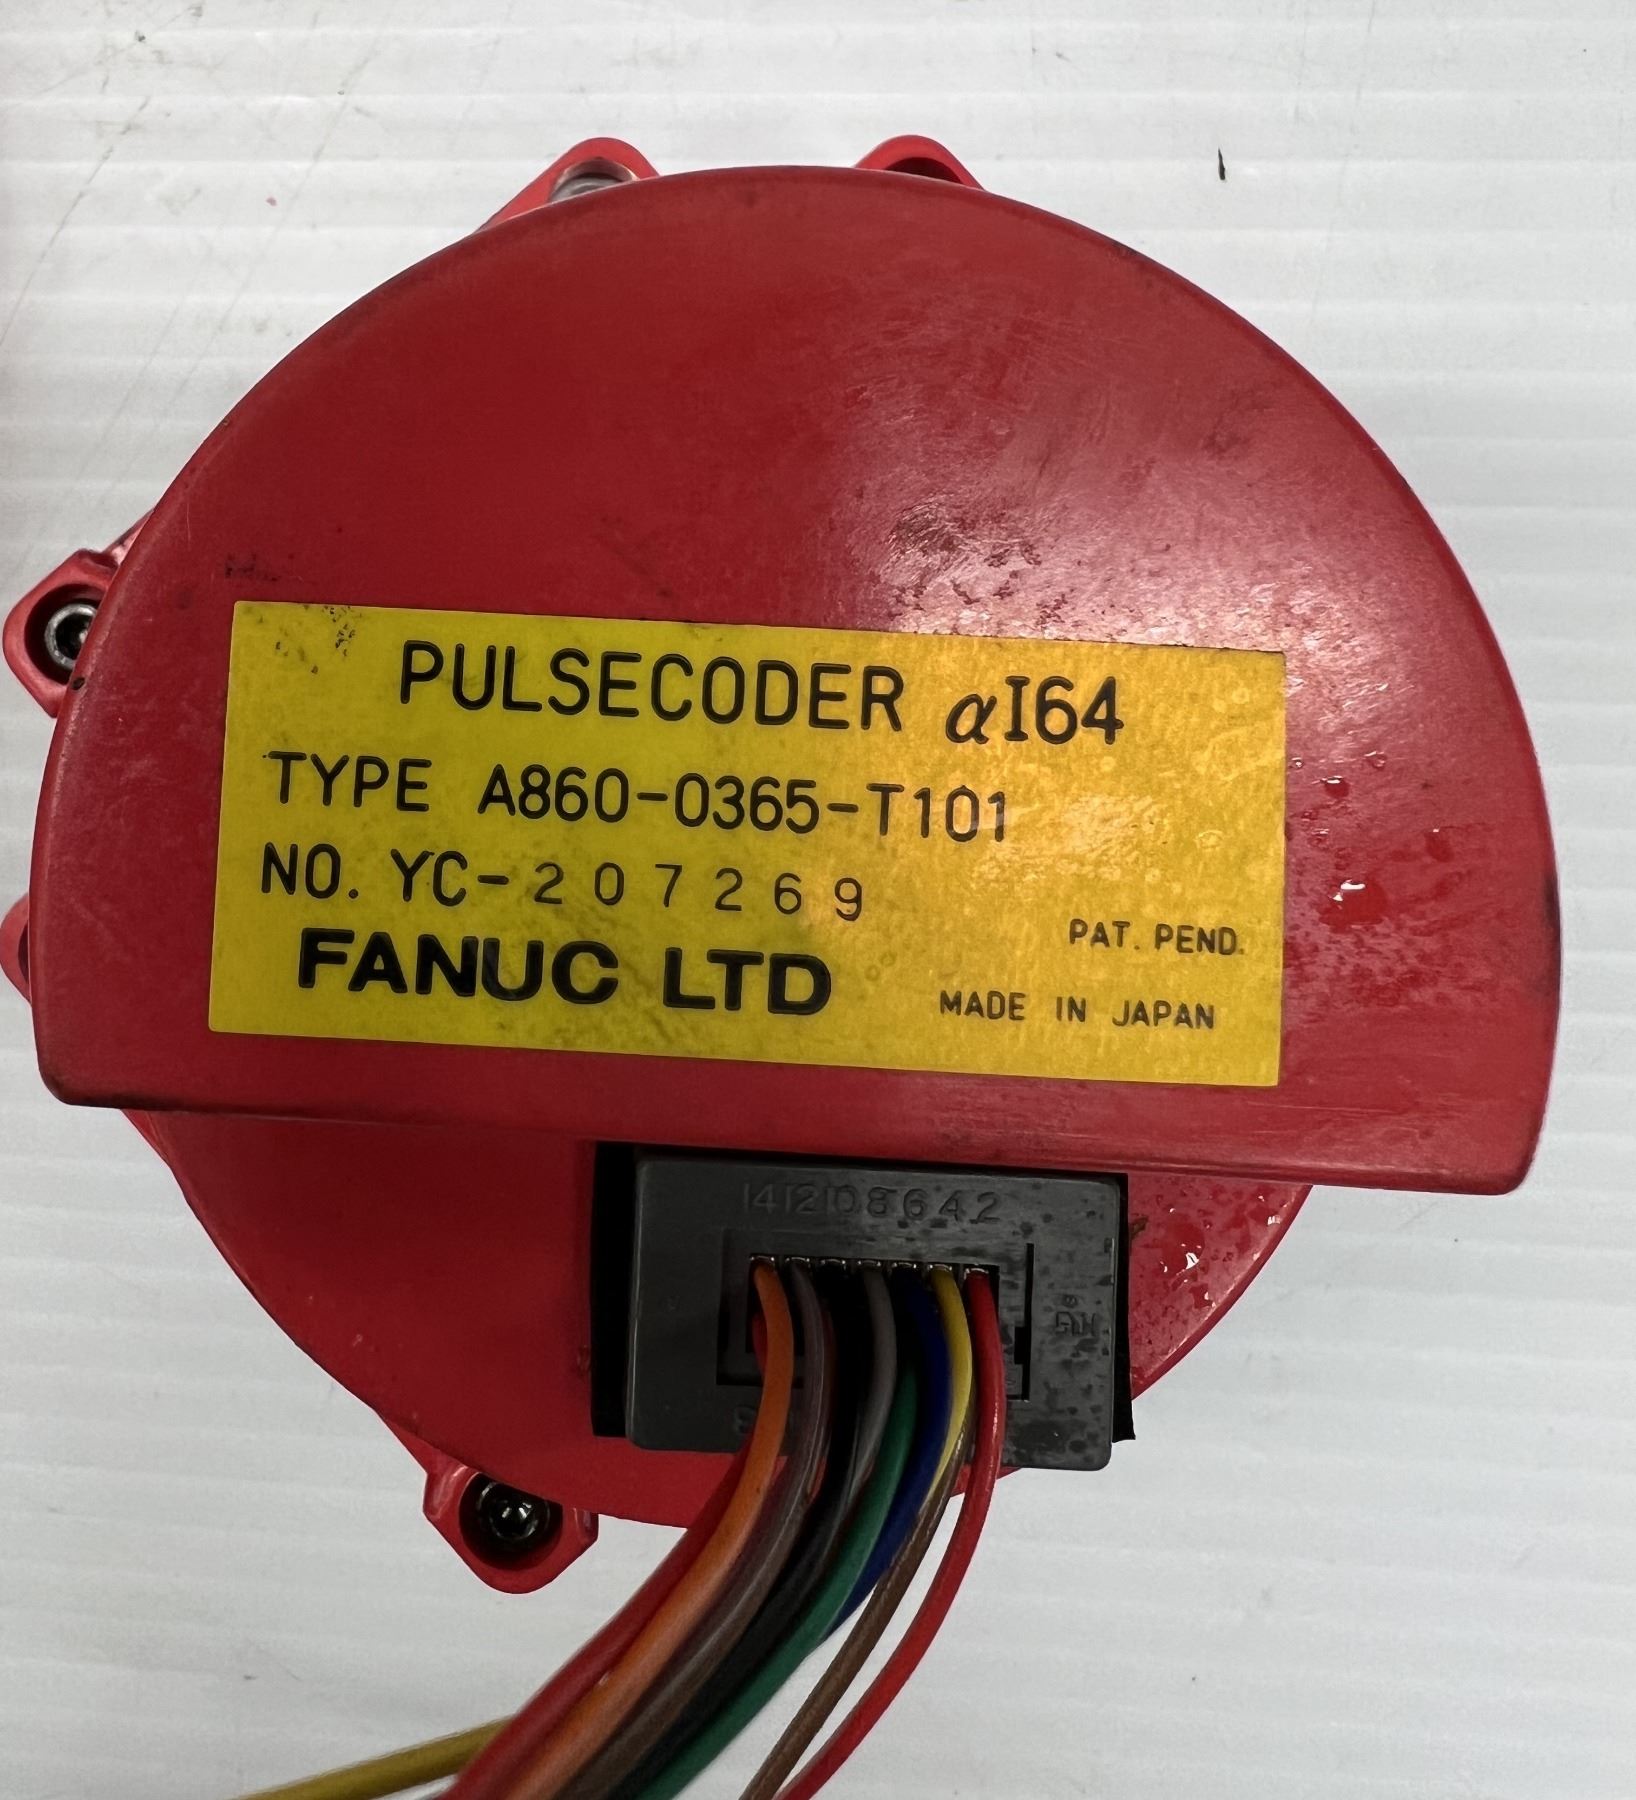 PULSECODER αI64
TYPE A860-0365-T101
NO. YC-207269
FANUC LTD
PAT. PEND.
MADE IN JAPAN
14 12 10 8 6 4 2